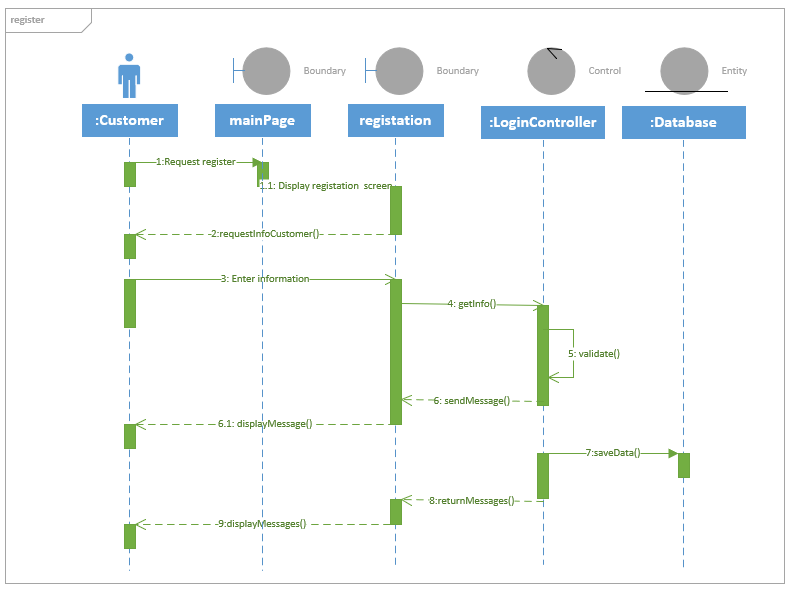 register
Boundary
Boundary
Control
Entity
:Customer
mainPage
registation
:LoginController
:Database
1:Request register
1.1: Display registation screen
2:requestInfoCustomer()
3: Enter information
4: getInfo()
5: validate()
6: sendMessage()
6.1: displayMessage()
7:saveData()
8:returnMessages()
9:displayMessages()